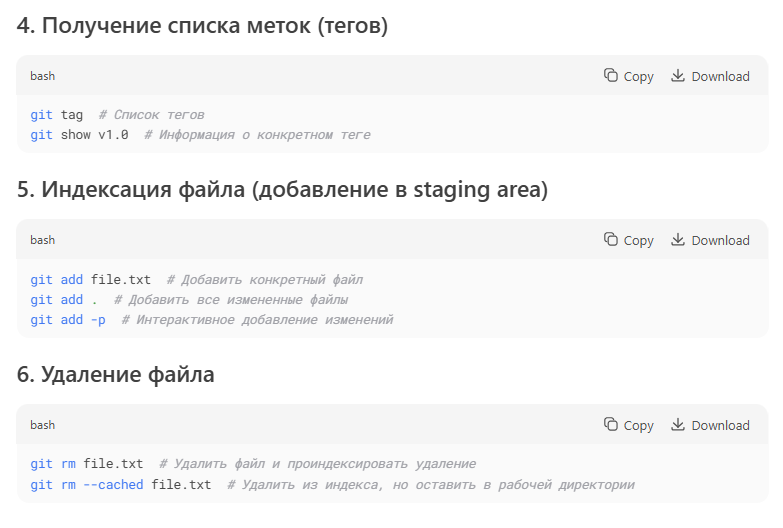 4. Получение списка меток (тегов)
bash
Copy
Download
git tag  # Список тегов
git show v1.0  # Информация о конкретном теге
5. Индексация файла (добавление в staging area)
bash
Copy
Download
git add file.txt  # Добавить конкретный файл
git add .  # Добавить все измененные файлы
git add -p  # Интерактивное добавление изменений
6. Удаление файла
bash
Copy
Download
git rm file.txt  # Удалить файл и проиндексировать удаление
git rm --cached file.txt  # Удалить из индекса, но оставить в рабочей директории